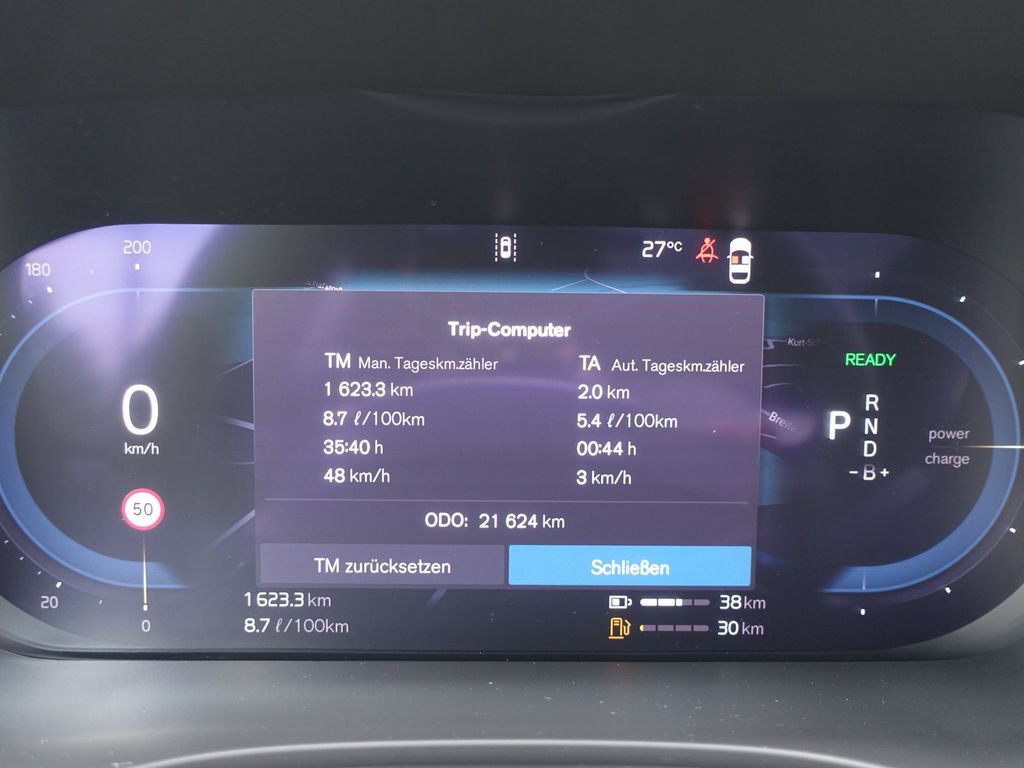 200
180
27°C
Trip-Computer
TM Man. Tageskm.zähler
1 623.3 km
8.7 ℓ/100km
35:40 h
48 km/h
TA Aut. Tageskm.zähler
2.0 km
5.4 ℓ/100km
00:44 h
3 km/h
ODO: 21 624 km
TM zurücksetzen
Schließen
0
km/h
50
20
0
READY
P
R
N
D
-B+
power
charge
1 623.3 km
8.7 ℓ/100km
38 km
30 km